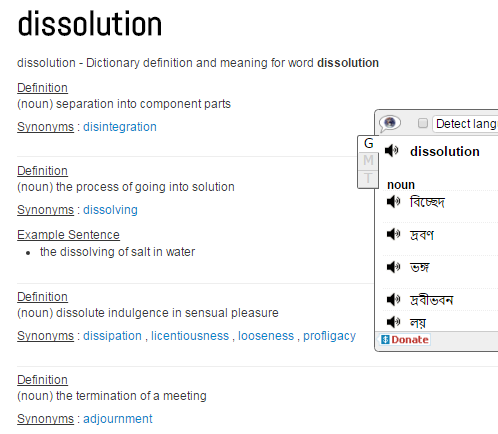 dissolution
dissolution - Dictionary definition and meaning for word dissolution
Definition
(noun) separation into component parts
Synonyms : disintegration
Definition
(noun) the process of going into solution
Synonyms : dissolving
Example Sentence
the dissolving of salt in water
Definition
(noun) dissolute indulgence in sensual pleasure
Synonyms : dissipation , licentiousness , looseness , profligacy
Definition
(noun) the termination of a meeting
Synonyms : adjournment
Detect lang
G
M
T
dissolution
noun
বিচ্ছেদ
দ্রবণ
ভঙ্গ
দ্রবীভবন
লয়
Donate